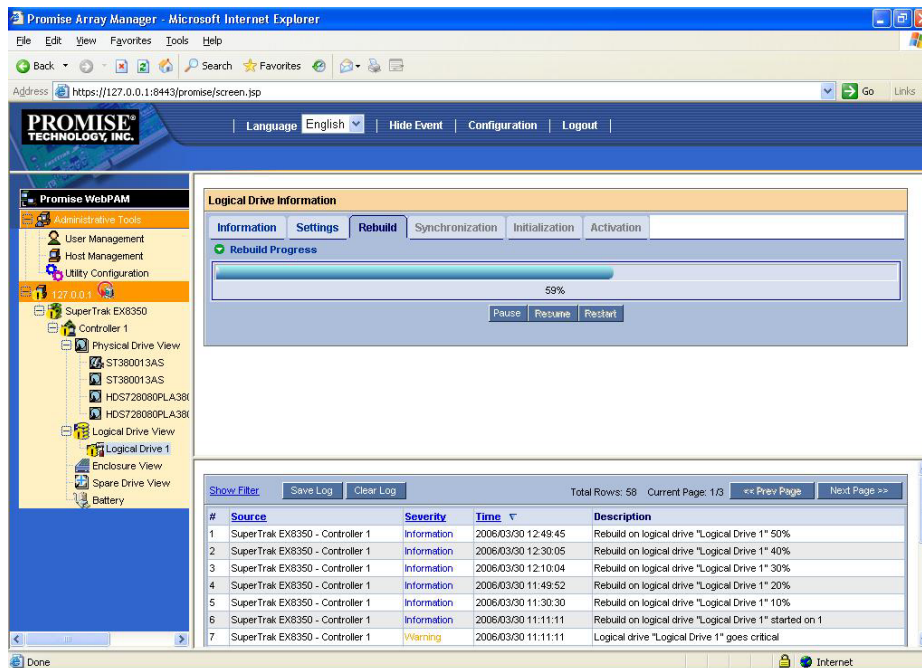 Promise Array Manager - Microsoft Internet Explorer
File Edit View Favorites Tools Help
Back Search Favorites
Address https://127.0.0.1:8443/promise/screen.jsp Go Links
PROMISE®
TECHNOLOGY, INC.
| Language English | Hide Event | Configuration | Logout |
Promise WebPAM
Administrative Tools
User Management
Host Management
Utility Configuration
127.0.0.1
SuperTrak EX8350
Controller 1
Physical Drive View
ST380013AS
ST380013AS
HDS728080PLA38
HDS728080PLA38
Logical Drive View
Logical Drive 1
Enclosure View
Spare Drive View
Battery
Logical Drive Information
Information Settings Rebuild Synchronization Initialization Activation
Rebuild Progress
59%
Pause Resume Restart
Show Filter Save Log Clear Log Total Rows: 58 Current Page: 1/3 << Prev Page Next Page >>
# Source Severity Time Description
1 SuperTrak EX8350 - Controller 1 Information 2006/03/30 12:49:45 Rebuild on logical drive "Logical Drive 1" 50%
2 SuperTrak EX8350 - Controller 1 Information 2006/03/30 12:30:05 Rebuild on logical drive "Logical Drive 1" 40%
3 SuperTrak EX8350 - Controller 1 Information 2006/03/30 12:10:04 Rebuild on logical drive "Logical Drive 1" 30%
4 SuperTrak EX8350 - Controller 1 Information 2006/03/30 11:49:52 Rebuild on logical drive "Logical Drive 1" 20%
5 SuperTrak EX8350 - Controller 1 Information 2006/03/30 11:30:30 Rebuild on logical drive "Logical Drive 1" 10%
6 SuperTrak EX8350 - Controller 1 Information 2006/03/30 11:11:11 Rebuild on logical drive "Logical Drive 1" started on 1
7 SuperTrak EX8350 - Controller 1 Warning 2006/03/30 11:11:11 Logical drive "Logical Drive 1" goes critical
Done Internet